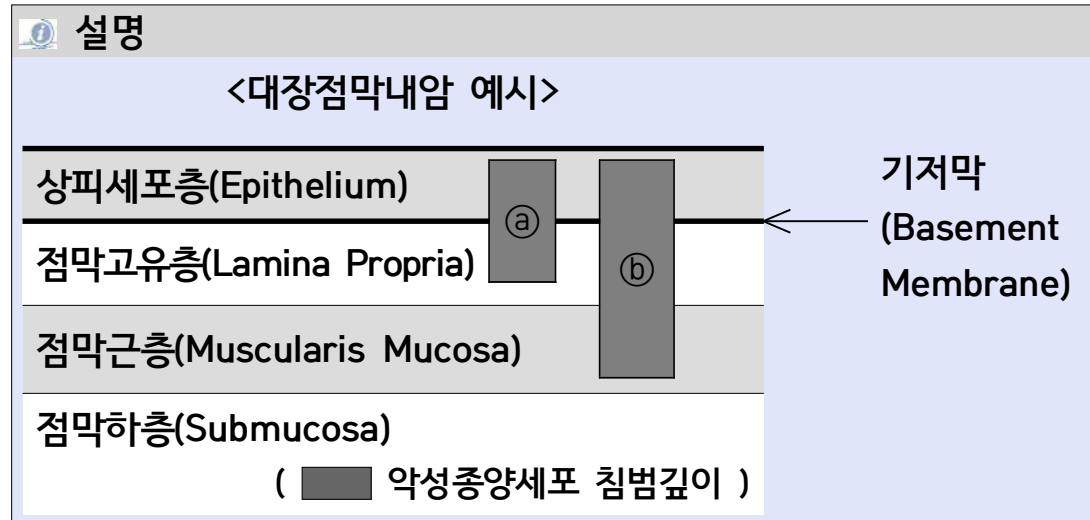 설명
<대장점막내암 예시>
상피세포층(Epithelium)
ⓐ
기저막
(Basement
Membrane)
점막고유층(Lamina Propria)
ⓑ
점막근층(Muscularis Mucosa)
점막하층(Submucosa)
( 악성종양세포 침범깊이 )